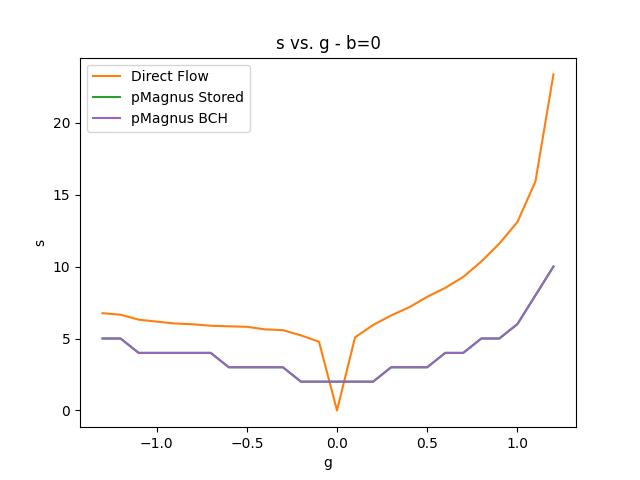 s vs. g - b=0
Direct Flow
pMagnus Stored
pMagnus BCH
20
15
10
5
0
s
−1.0 −0.5 0.0 0.5 1.0
g